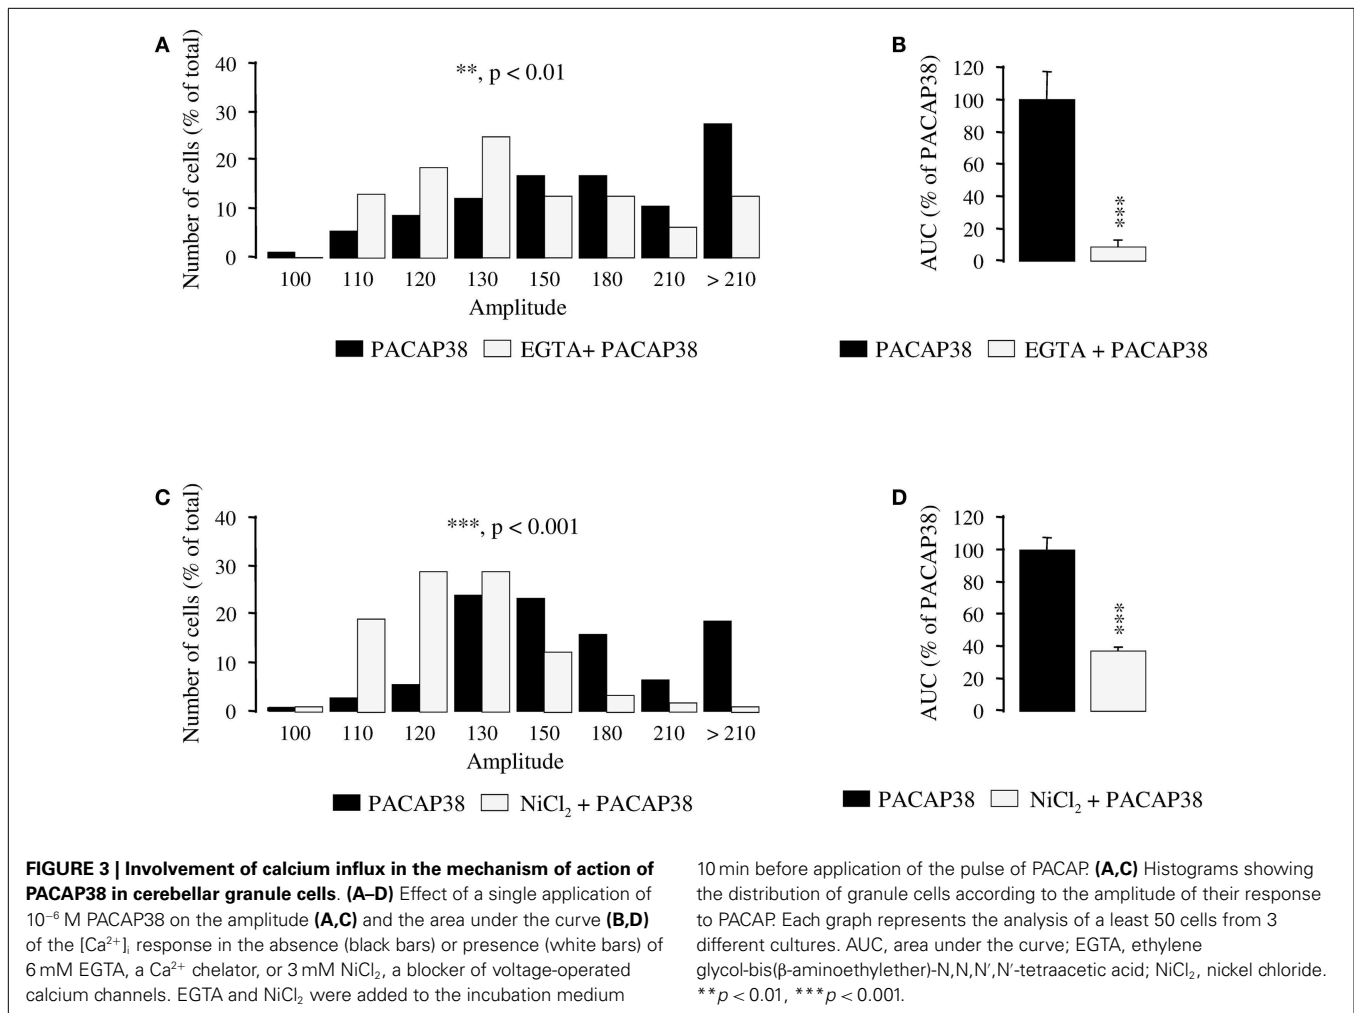 A
Number of cells (% of total)
40
30
20
10
0
**, p < 0.01
100 110 120 130 150 180 210 > 210
Amplitude
PACAP38 EGTA+ PACAP38
B
AUC (% of PACAP38)
120
100
80
60
40
20
0
***
PACAP38 EGTA + PACAP38
C
Number of cells (% of total)
40
30
20
10
0
***, p < 0.001
100 110 120 130 150 180 210 > 210
Amplitude
PACAP38 NiCl₂ + PACAP38
D
AUC (% of PACAP38)
120
100
80
60
40
20
0
***
PACAP38 NiCl₂ + PACAP38
FIGURE 3 | Involvement of calcium influx in the mechanism of action of
PACAP38 in cerebellar granule cells. (A–D) Effect of a single application of
10⁻⁶ M PACAP38 on the amplitude (A,C) and the area under the curve (B,D)
of the [Ca²⁺]ᵢ response in the absence (black bars) or presence (white bars) of
6 mM EGTA, a Ca²⁺ chelator, or 3 mM NiCl₂, a blocker of voltage-operated
calcium channels. EGTA and NiCl₂ were added to the incubation medium
10 min before application of the pulse of PACAP. (A,C) Histograms showing
the distribution of granule cells according to the amplitude of their response
to PACAP. Each graph represents the analysis of a least 50 cells from 3
different cultures. AUC, area under the curve; EGTA, ethylene
glycol-bis(β-aminoethylether)-N,N,N′,N′-tetraacetic acid; NiCl₂, nickel chloride.
**p < 0.01, ***p < 0.001.